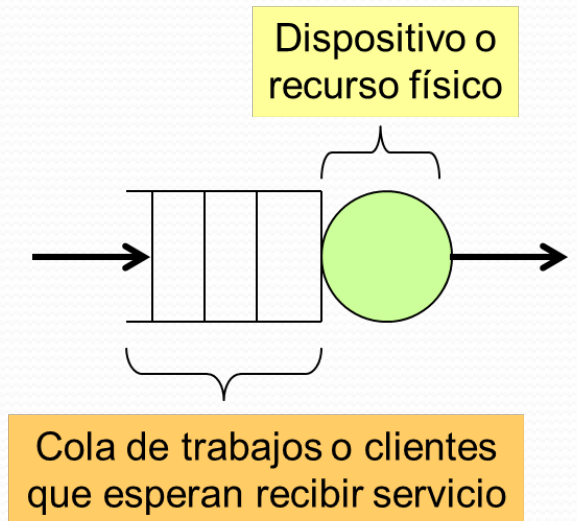 Dispositivo o
recurso físico
Cola de trabajos o clientes
que esperan recibir servicio